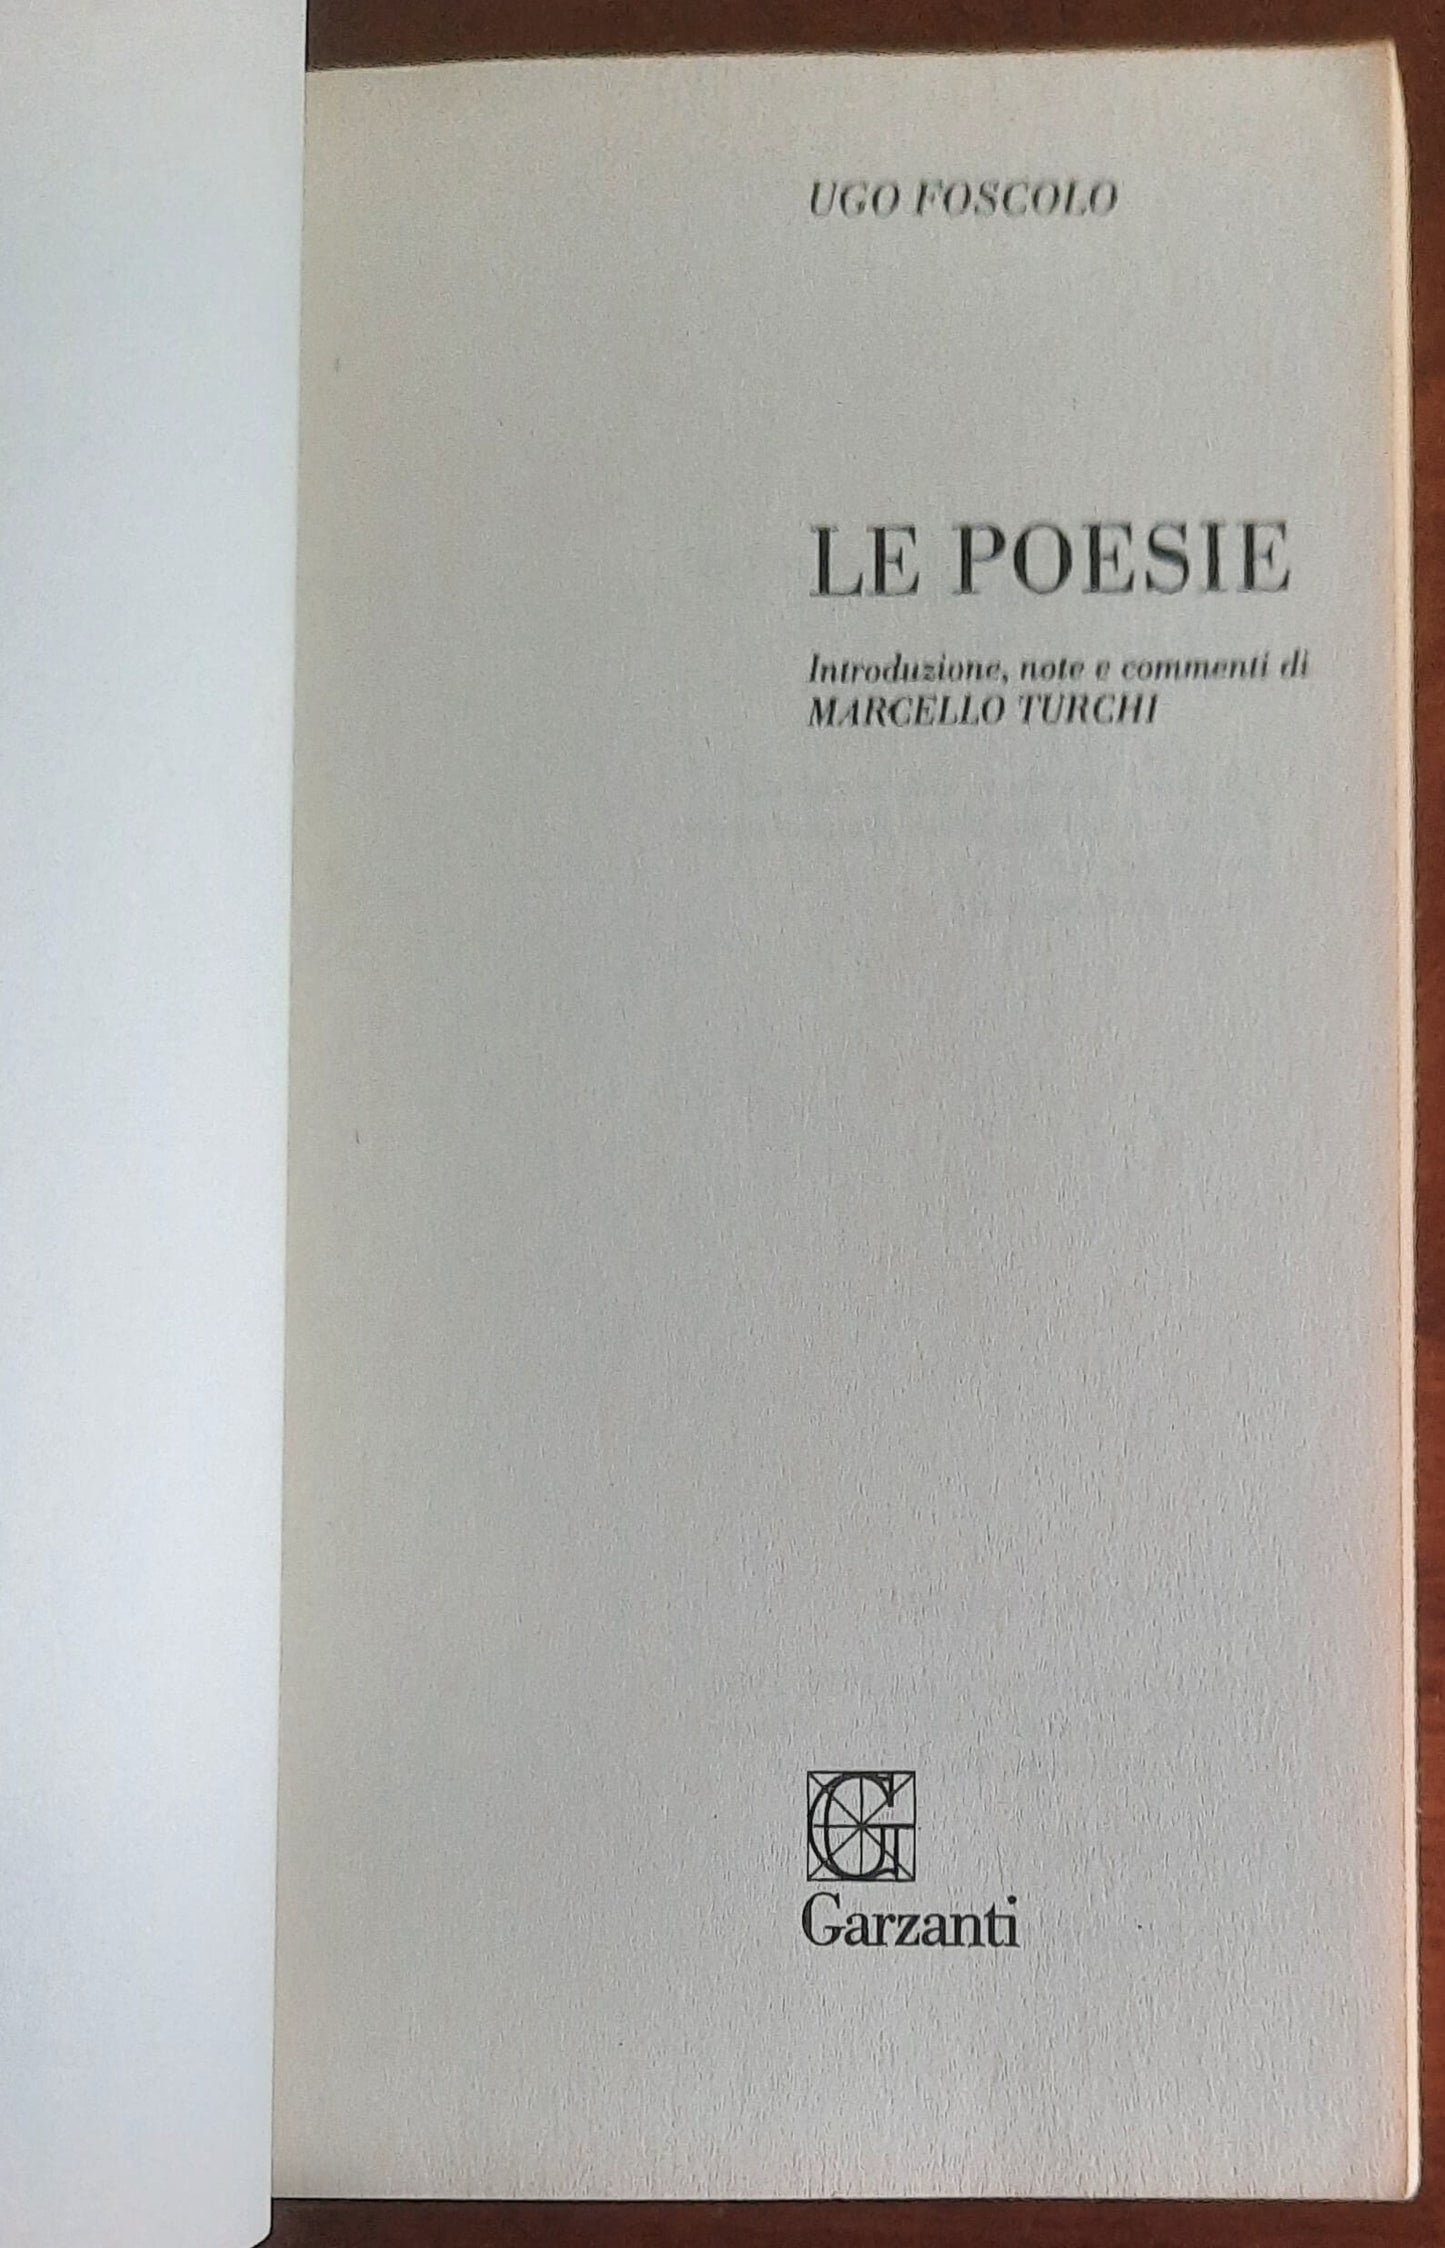 UGO FOSCOLO
LE POESIE
Introduzione, note e commenti di
MARCELLO TURCHI
G
Garzanti